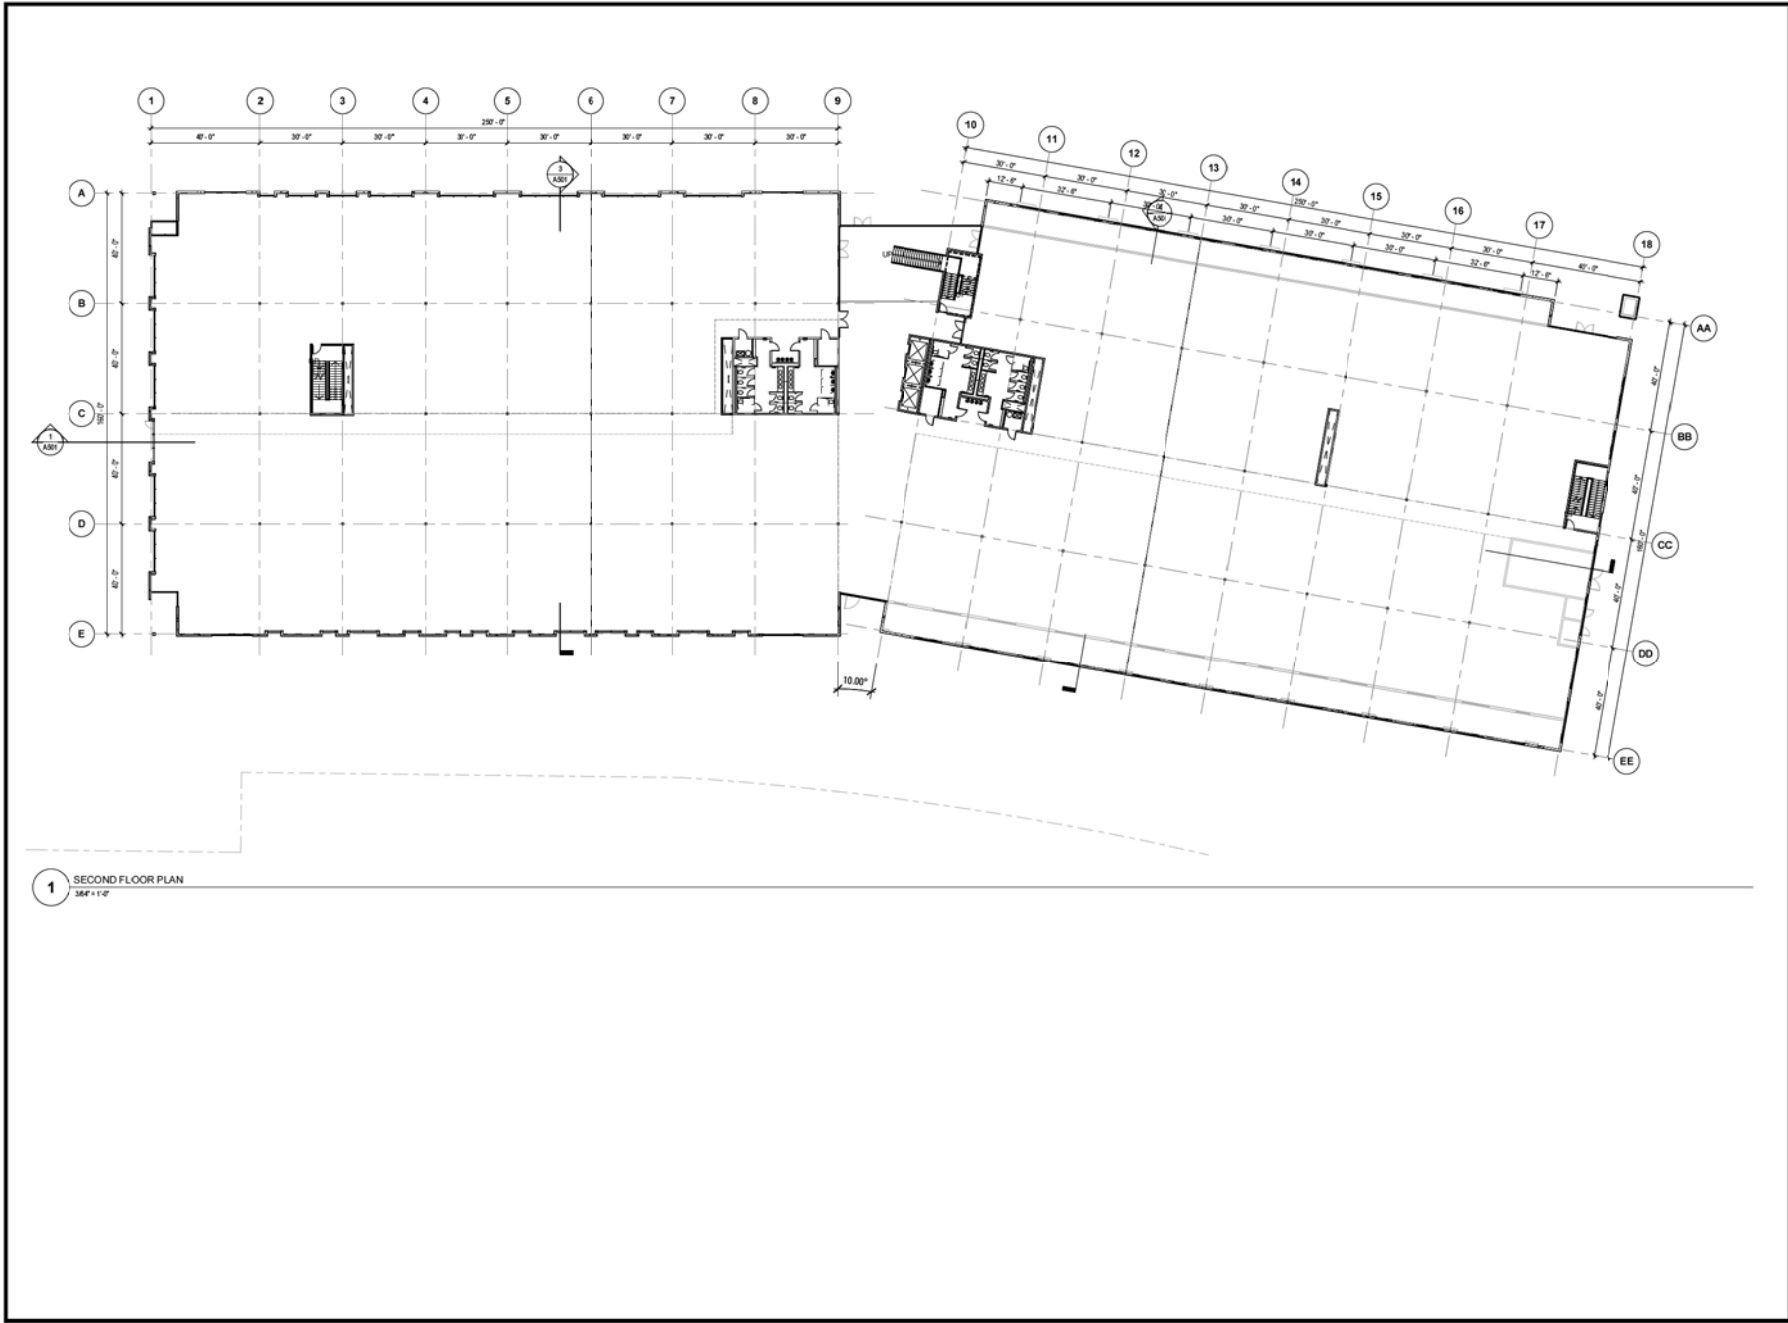 1 2 3 4 5 6 7 8 9
250' - 0"
40' - 0" 30' - 0" 30' - 0" 30' - 0" 30' - 0" 30' - 0" 30' - 0" 30' - 0"
10 11 12 13 14 15 16 17 18
250' - 0"
30' - 0" 30' - 0" 30' - 0" 30' - 0" 30' - 0" 30' - 0" 30' - 0" 40' - 0"
12' - 6" 32' - 6" 30' - 0" 30' - 0" 30' - 0" 30' - 0" 32' - 6" 12' - 6"
3
A501
A501
A
B
C
D
E
40' - 0"
40' - 0"
160' - 0"
40' - 0"
40' - 0"
1
A501
UP
AA
BB
CC
DD
EE
40' - 0"
40' - 0"
160' - 0"
40' - 0"
40' - 0"
10.00°
1
SECOND FLOOR PLAN
3/64" = 1'-0"